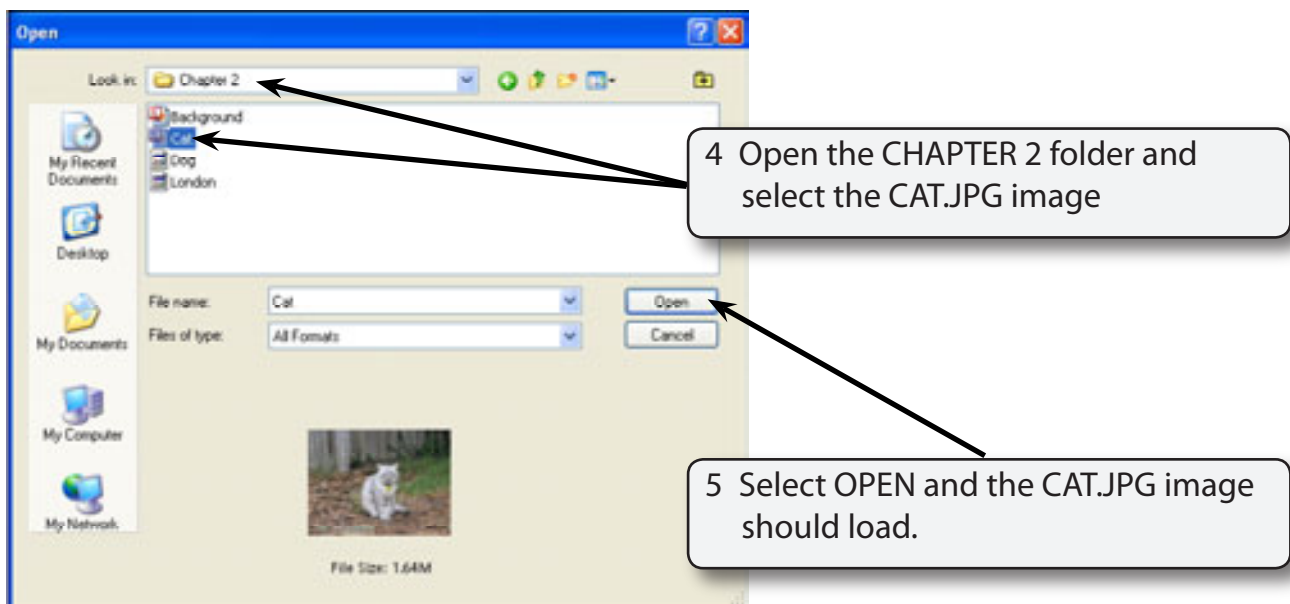 Open
Look in: Chapter 2
Background
Cat
Dog
London
My Recent
Documents
Desktop
My Documents
My Computer
My Network
File name: Cat Open
Files of type: All Formats Cancel
File Size: 1.64M
4 Open the CHAPTER 2 folder and
select the CAT.JPG image
5 Select OPEN and the CAT.JPG image
should load.